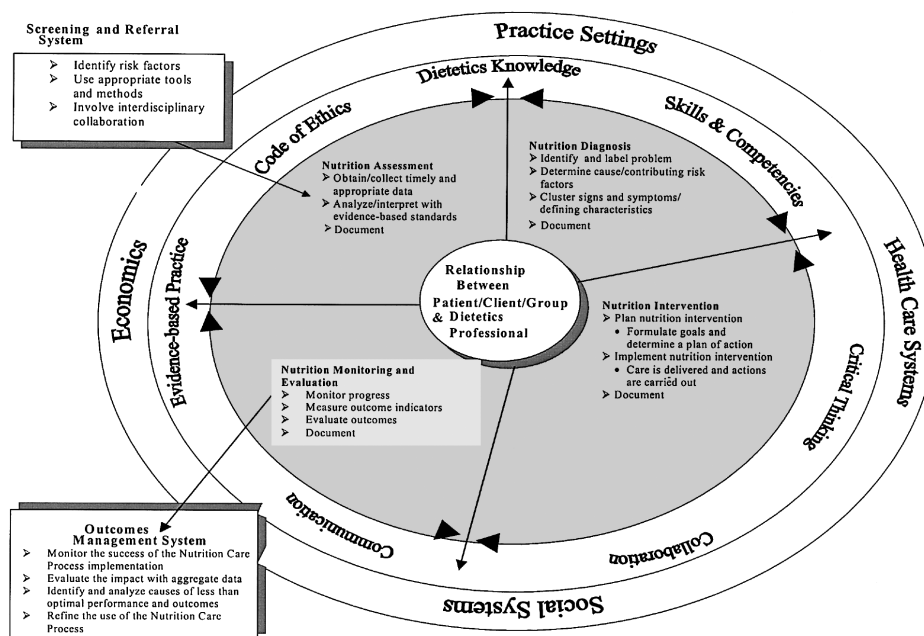 Screening and Referral
System
➢ Identify risk factors
➢ Use appropriate tools
and methods
➢ Involve interdisciplinary
collaboration
Practice Settings
Dietetics Knowledge
Code of Ethics
Skills & Competencies
Nutrition Assessment
➢ Obtain/collect timely and
appropriate data
➢ Analyze/interpret with
evidence-based standards
➢ Document
Nutrition Diagnosis
➢ Identify and label problem
➢ Determine cause/contributing risk
factors
➢ Cluster signs and symptoms/
defining characteristics
➢ Document
Economics
Evidence-based Practice
Relationship
Between
Patient/Client/Group
& Dietetics
Professional
Health Care Systems
Critical Thinking
Nutrition Intervention
➢ Plan nutrition intervention
• Formulate goals and
determine a plan of action
➢ Implement nutrition intervention
• Care is delivered and actions
are carried out
➢ Document
Nutrition Monitoring and
Evaluation
➢ Monitor progress
➢ Measure outcome indicators
➢ Evaluate outcomes
➢ Document
Communication
Collaboration
Social Systems
Outcomes
Management System
➢ Monitor the success of the Nutrition Care
Process implementation
➢ Evaluate the impact with aggregate data
➢ Identify and analyze causes of less than
optimal performance and outcomes
➢ Refine the use of the Nutrition Care
Process